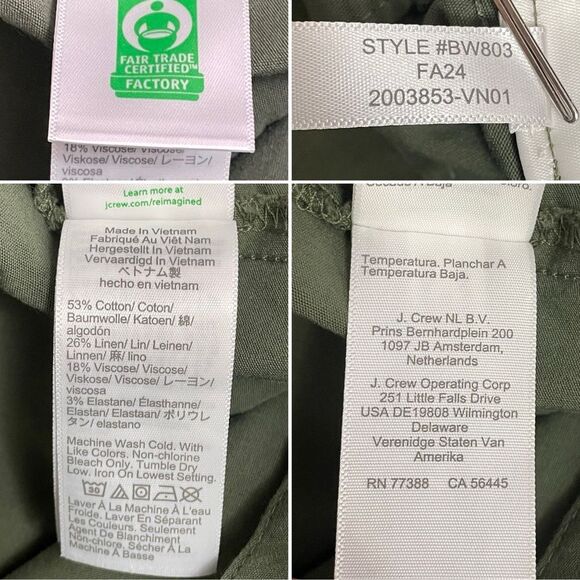 FAIR TRADE
CERTIFIED™
FACTORY
18% Viscose/ Viscose/
Viskose/ Viscose/ レーヨン/
viscosa
STYLE #BW803
FA24
2003853-VN01
Learn more at
jcrew.com/reimagined
Made In Vietnam
Fabriqué Au Viêt Nam
Hergestellt In Vietnam
Vervaardigd In Vietnam
ベトナム製
hecho en vietnam
53% Cotton/ Coton/
Baumwolle/ Katoen/ 綿/
algodón
26% Linen/ Lin/ Leinen/
Linnen/ 麻/ lino
18% Viscose/ Viscose/
Viskose/ Viscose/ レーヨン/
viscosa
3% Elastane/ Élasthanne/
Elastan/ Elastaan/ ポリウレ
タン/ elastano
Machine Wash Cold. With
Like Colors. Non-chlorine
Bleach Only. Tumble Dry
Low. Iron On Lowest Setting.
30
Laver À La Machine À L'eau
Froide. Laver En Séparant
Les Couleurs. Seulement
Agent De Blanchiment
Non-chlore. Sécher À La
Machine À Basse
Temperatura. Planchar A
Temperatura Baja.
J. Crew NL B.V.
Prins Bernhardplein 200
1097 JB Amsterdam,
Netherlands
J. Crew Operating Corp
251 Little Falls Drive
USA DE19808 Wilmington
Delaware
Verenidge Staten Van
Amerika
RN 77388 CA 56445